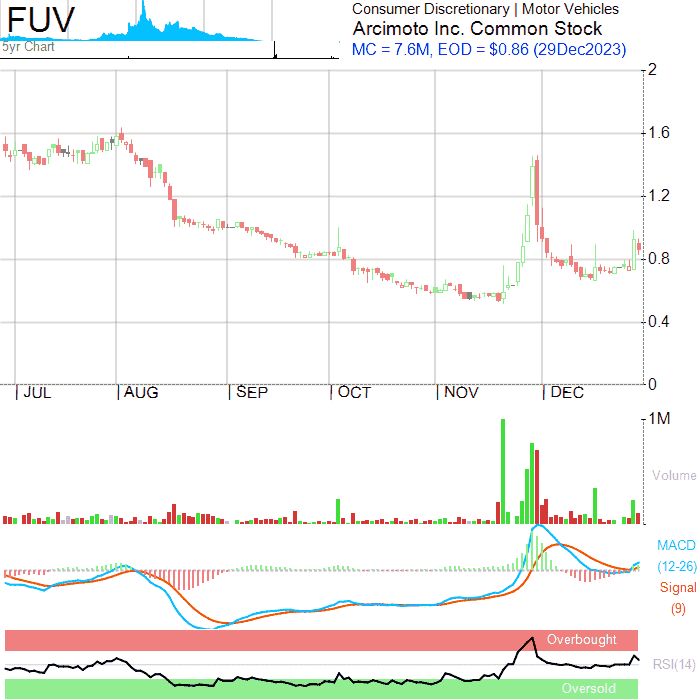 FUV
5yr Chart
Consumer Discretionary | Motor Vehicles
Arcimoto Inc. Common Stock
MC = 7.6M, EOD = $0.86 (29Dec2023)
2
1.6
1.2
0.8
0.4
0
JUL AUG SEP OCT NOV DEC
1M
Volume
MACD
(12-26)
Signal
(9)
Overbought
RSI(14)
Oversold